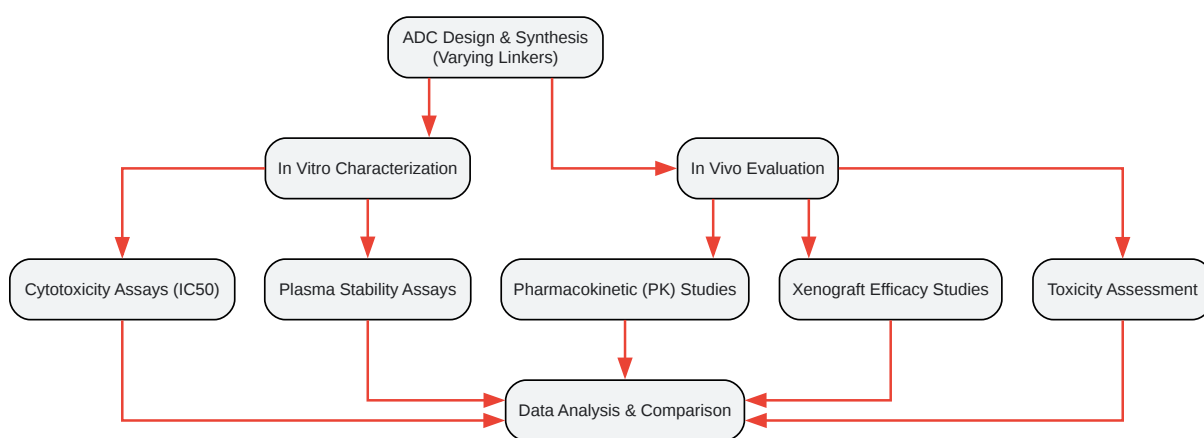 ADC Design & Synthesis
(Varying Linkers)
In Vitro Characterization
In Vivo Evaluation
Cytotoxicity Assays (IC50)
Plasma Stability Assays
Pharmacokinetic (PK) Studies
Xenograft Efficacy Studies
Toxicity Assessment
Data Analysis & Comparison